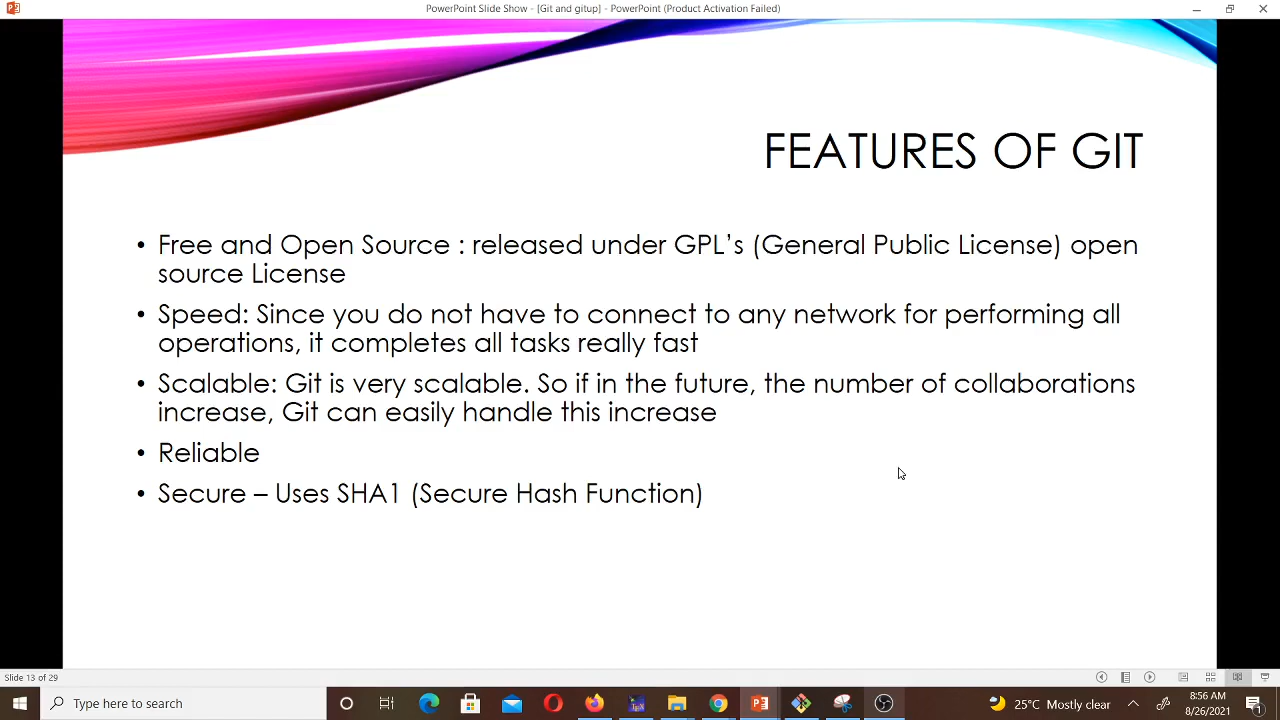 PowerPoint Slide Show - [Git and gitup] - PowerPoint (Product Activation Failed)
FEATURES OF GIT
• Free and Open Source : released under GPL's (General Public License) open
source License
• Speed: Since you do not have to connect to any network for performing all
operations, it completes all tasks really fast
• Scalable: Git is very scalable. So if in the future, the number of collaborations
increase, Git can easily handle this increase
• Reliable
• Secure – Uses SHA1 (Secure Hash Function)
Slide 13 of 29
Type here to search
25°C Mostly clear
8:56 AM
8/26/2021